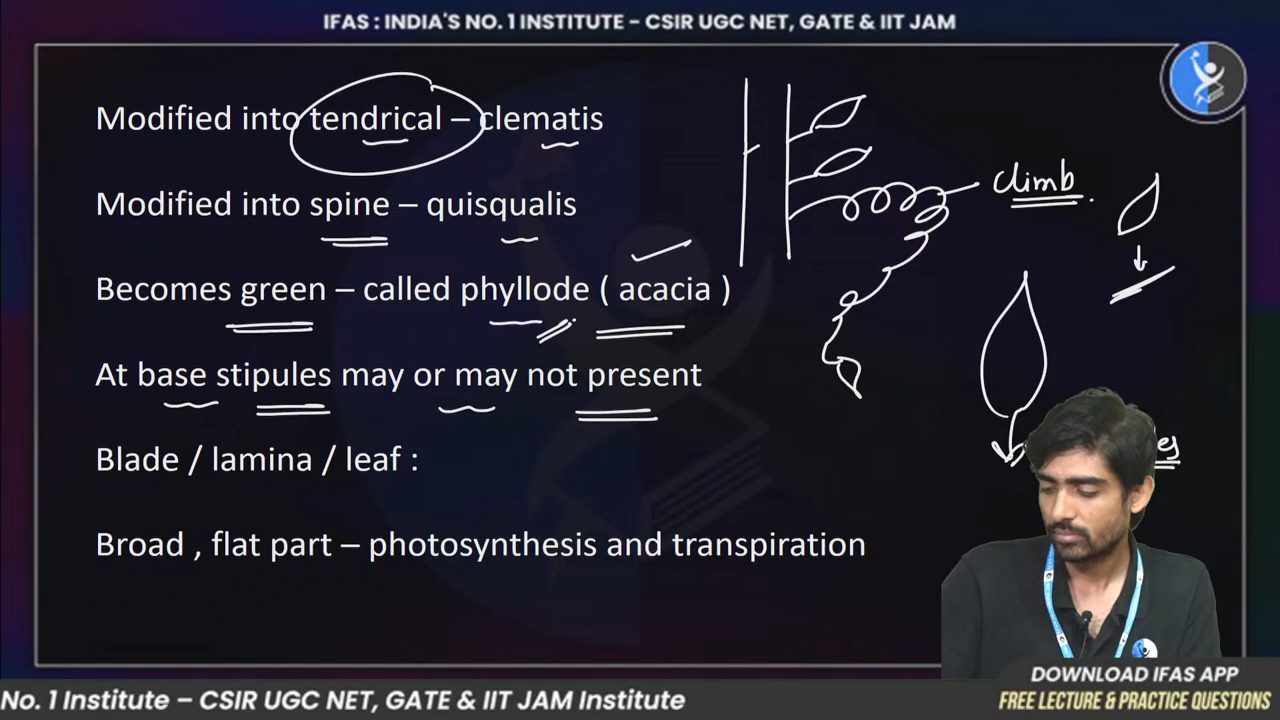 IFAS : INDIA'S NO. 1 INSTITUTE – CSIR UGC NET, GATE & IIT JAM
Modified into tendrical – clematis
climb.
Modified into spine – quisqualis
Becomes green – called phyllode ( acacia )
At base stipules may or may not present
Blade / lamina / leaf :
Broad , flat part – photosynthesis and transpiration
DOWNLOAD IFAS APP
No. 1 Institute – CSIR UGC NET, GATE & IIT JAM Institute
FREE LECTURE & PRACTICE QUESTIONS